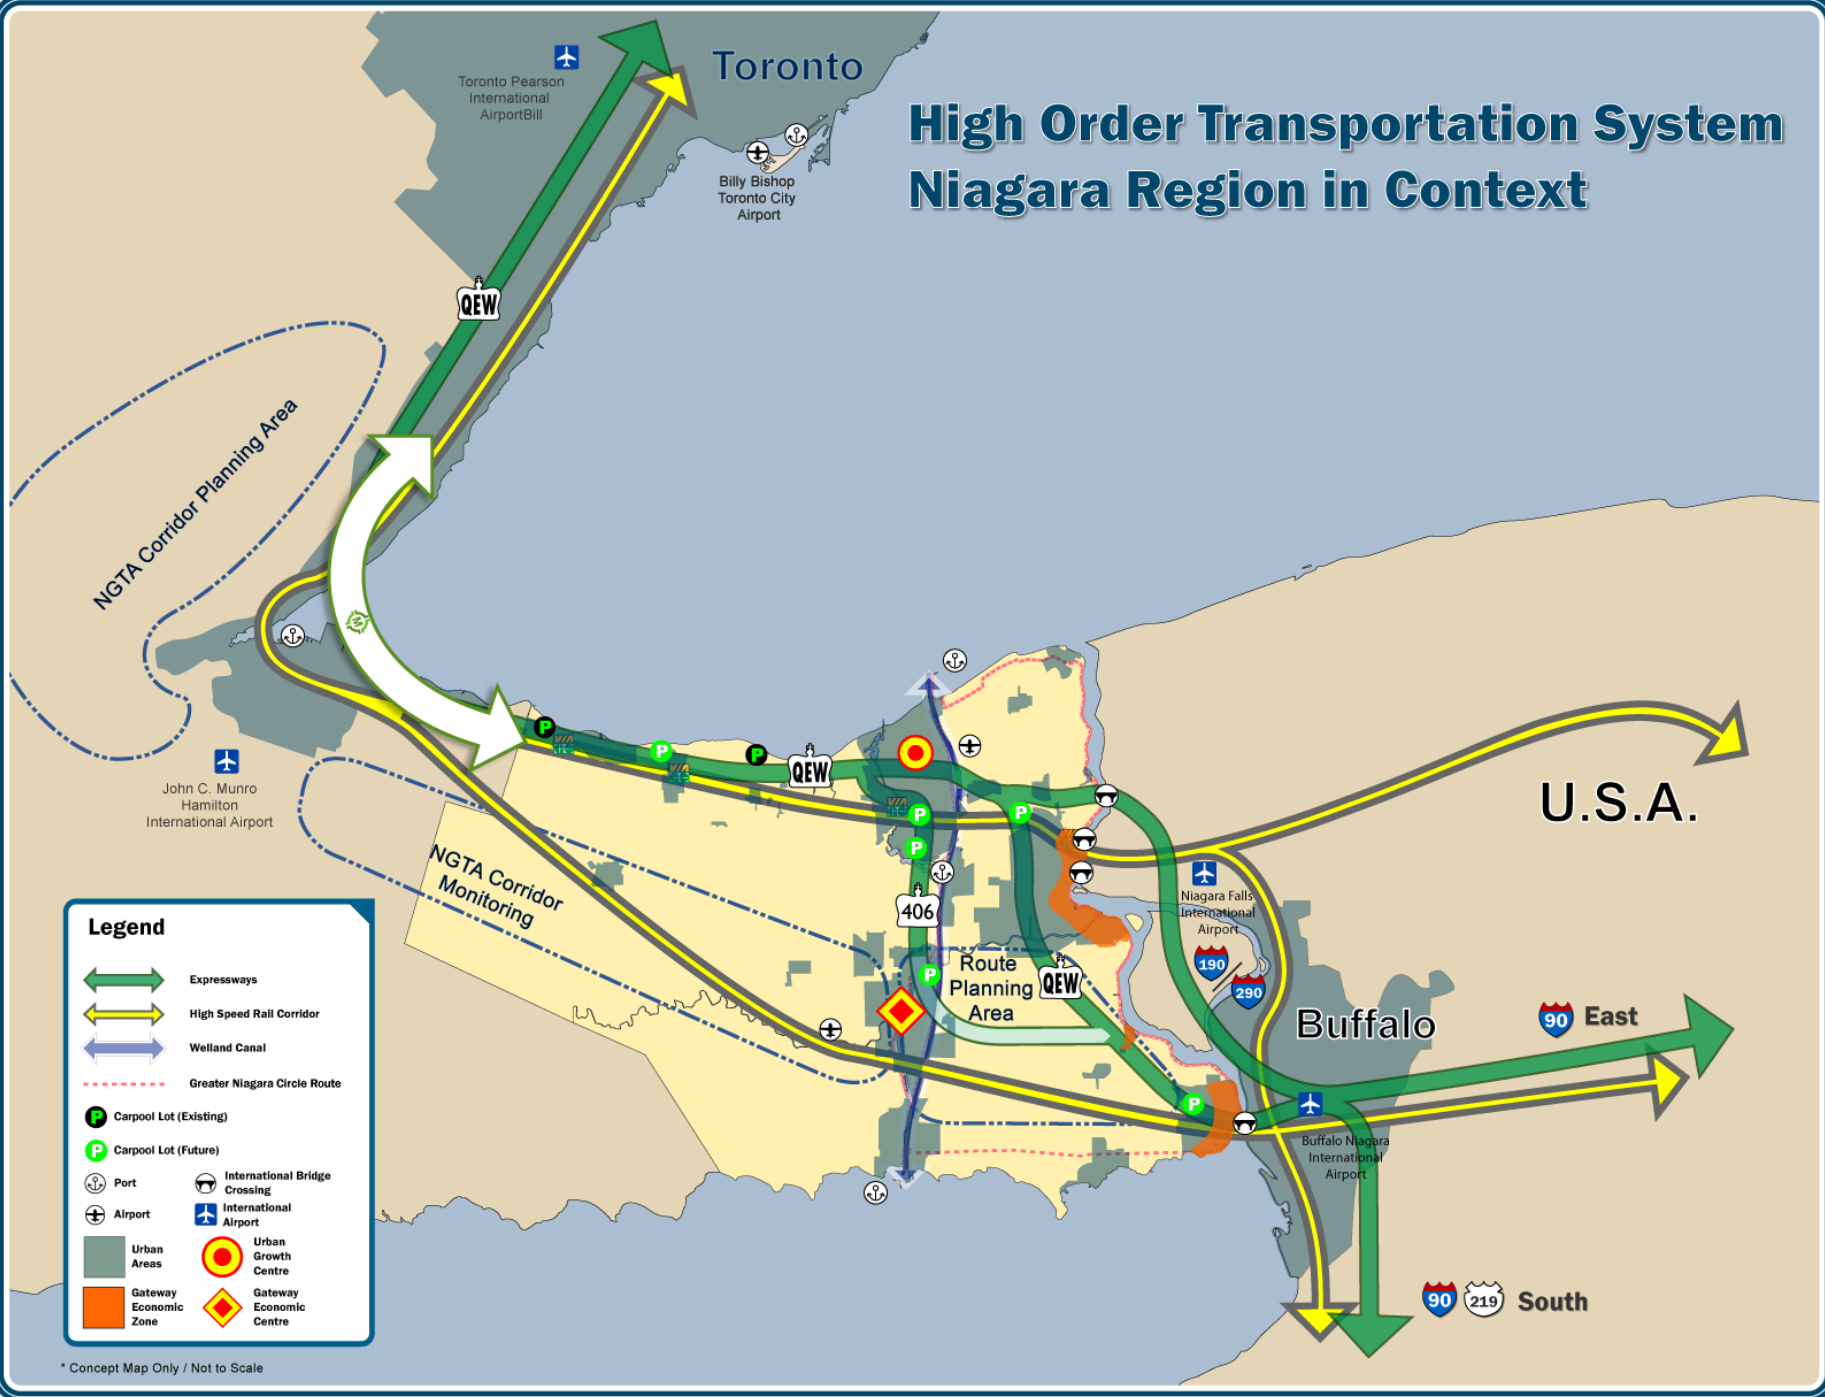 Toronto
Toronto Pearson
International
AirportBill
High Order Transportation System
Niagara Region in Context
Billy Bishop
Toronto City
Airport
QEW
NGTA Corridor Planning Area
M
John C. Munro
Hamilton
International Airport
P
VIA
P
VIA
P
QEW
VIA
P
P
P
U.S.A.
NGTA Corridor
Monitoring
406
Niagara Falls
International
Airport
190
290
P
Route
Planning
Area
QEW
Buffalo
90 East
P
Buffalo Niagara
International
Airport
90 219 South
Legend
Expressways
High Speed Rail Corridor
Welland Canal
Greater Niagara Circle Route
P Carpool Lot (Existing)
P Carpool Lot (Future)
Port
International Bridge
Crossing
Airport
International
Airport
Urban
Areas
Urban
Growth
Centre
Gateway
Economic
Zone
Gateway
Economic
Centre
* Concept Map Only / Not to Scale